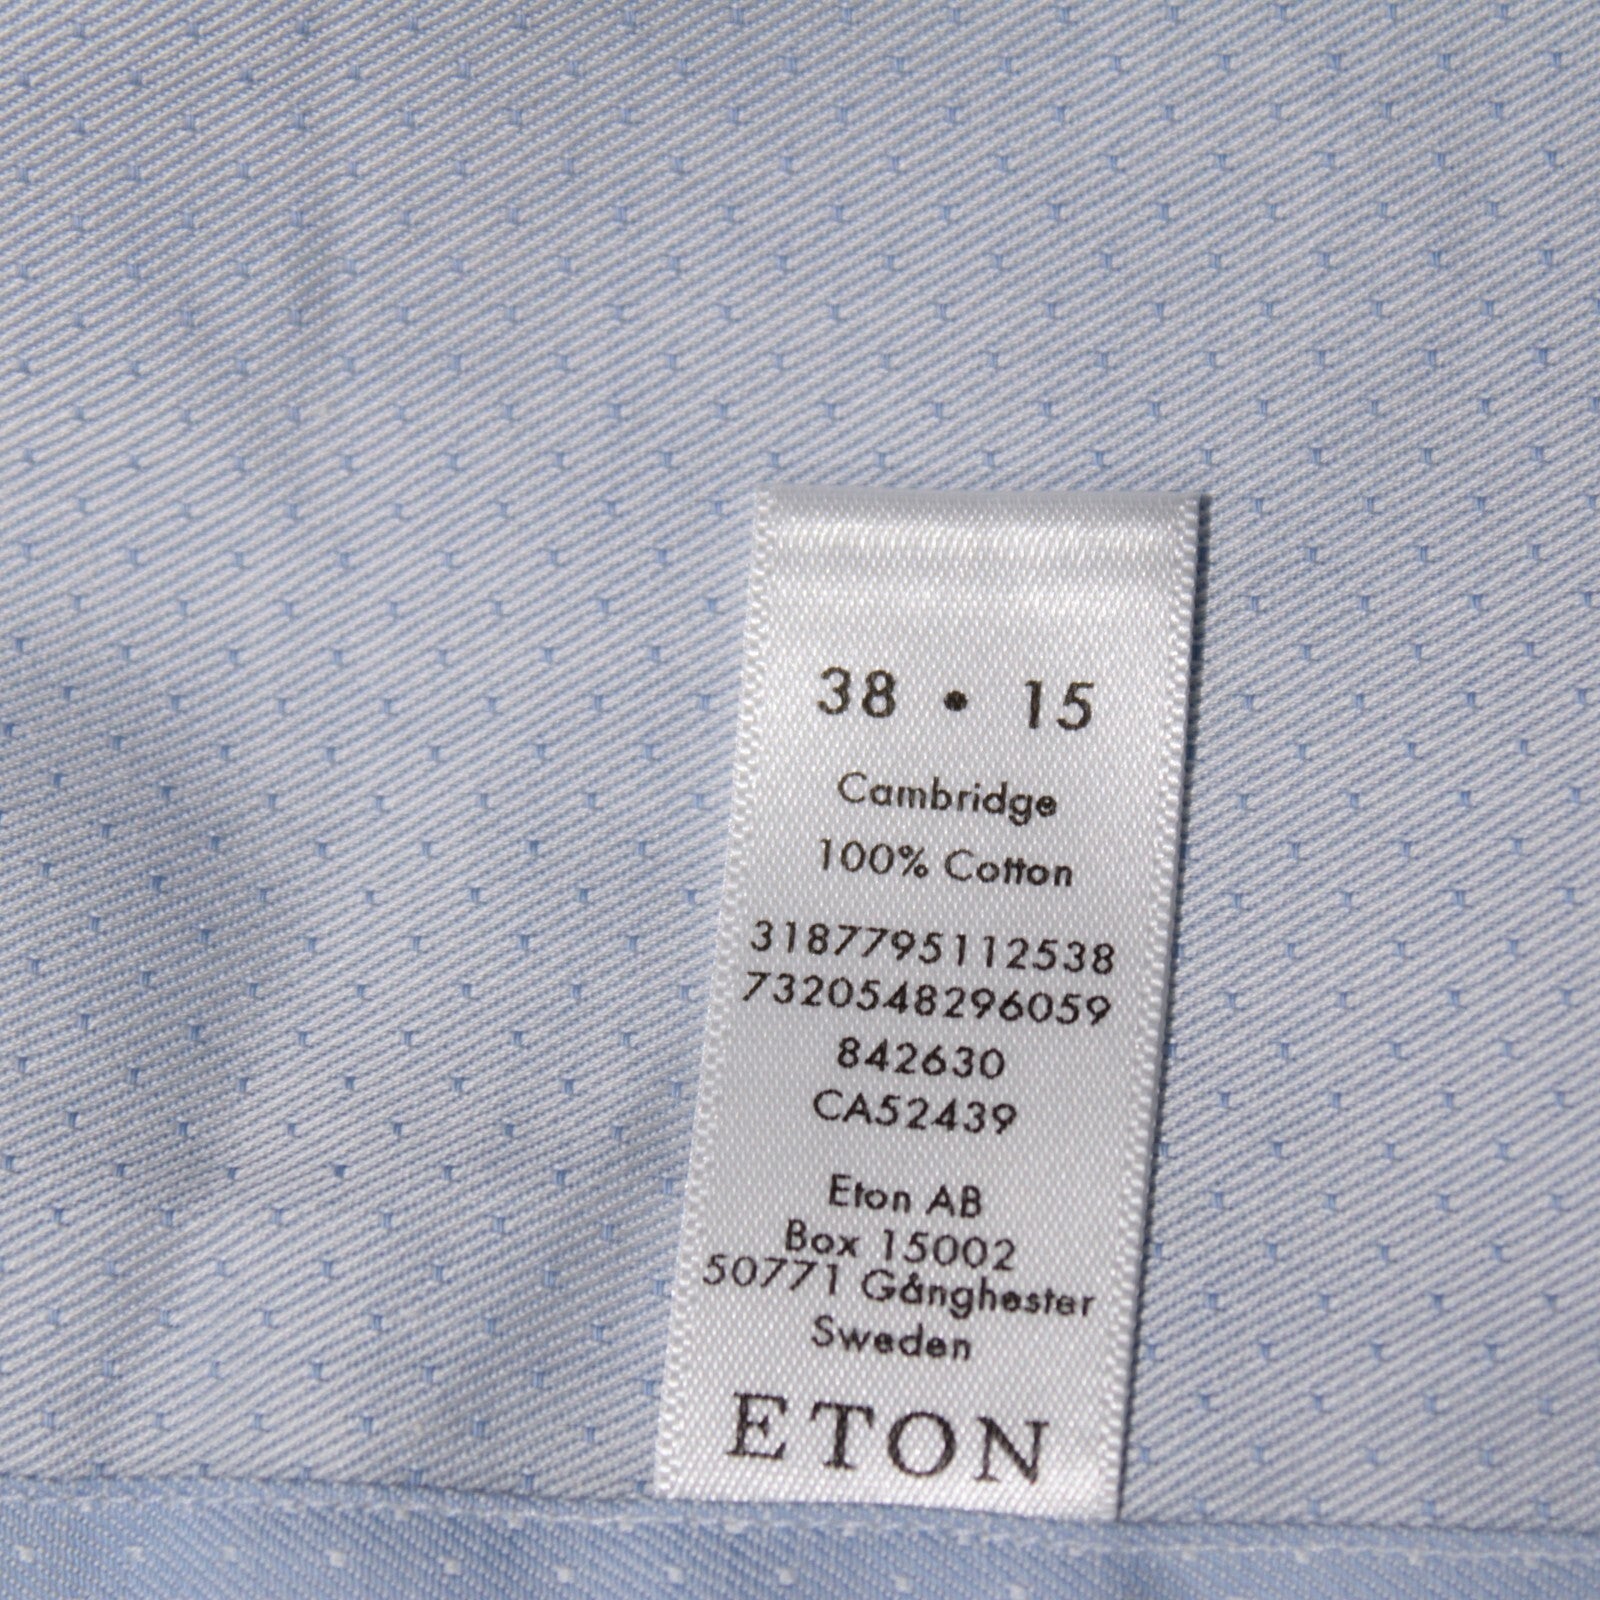 38 • 15
Cambridge
100% Cotton
3187795112538
7320548296059
842630
CA52439
Eton AB
Box 15002
50771 Gånghester
Sweden
ETON